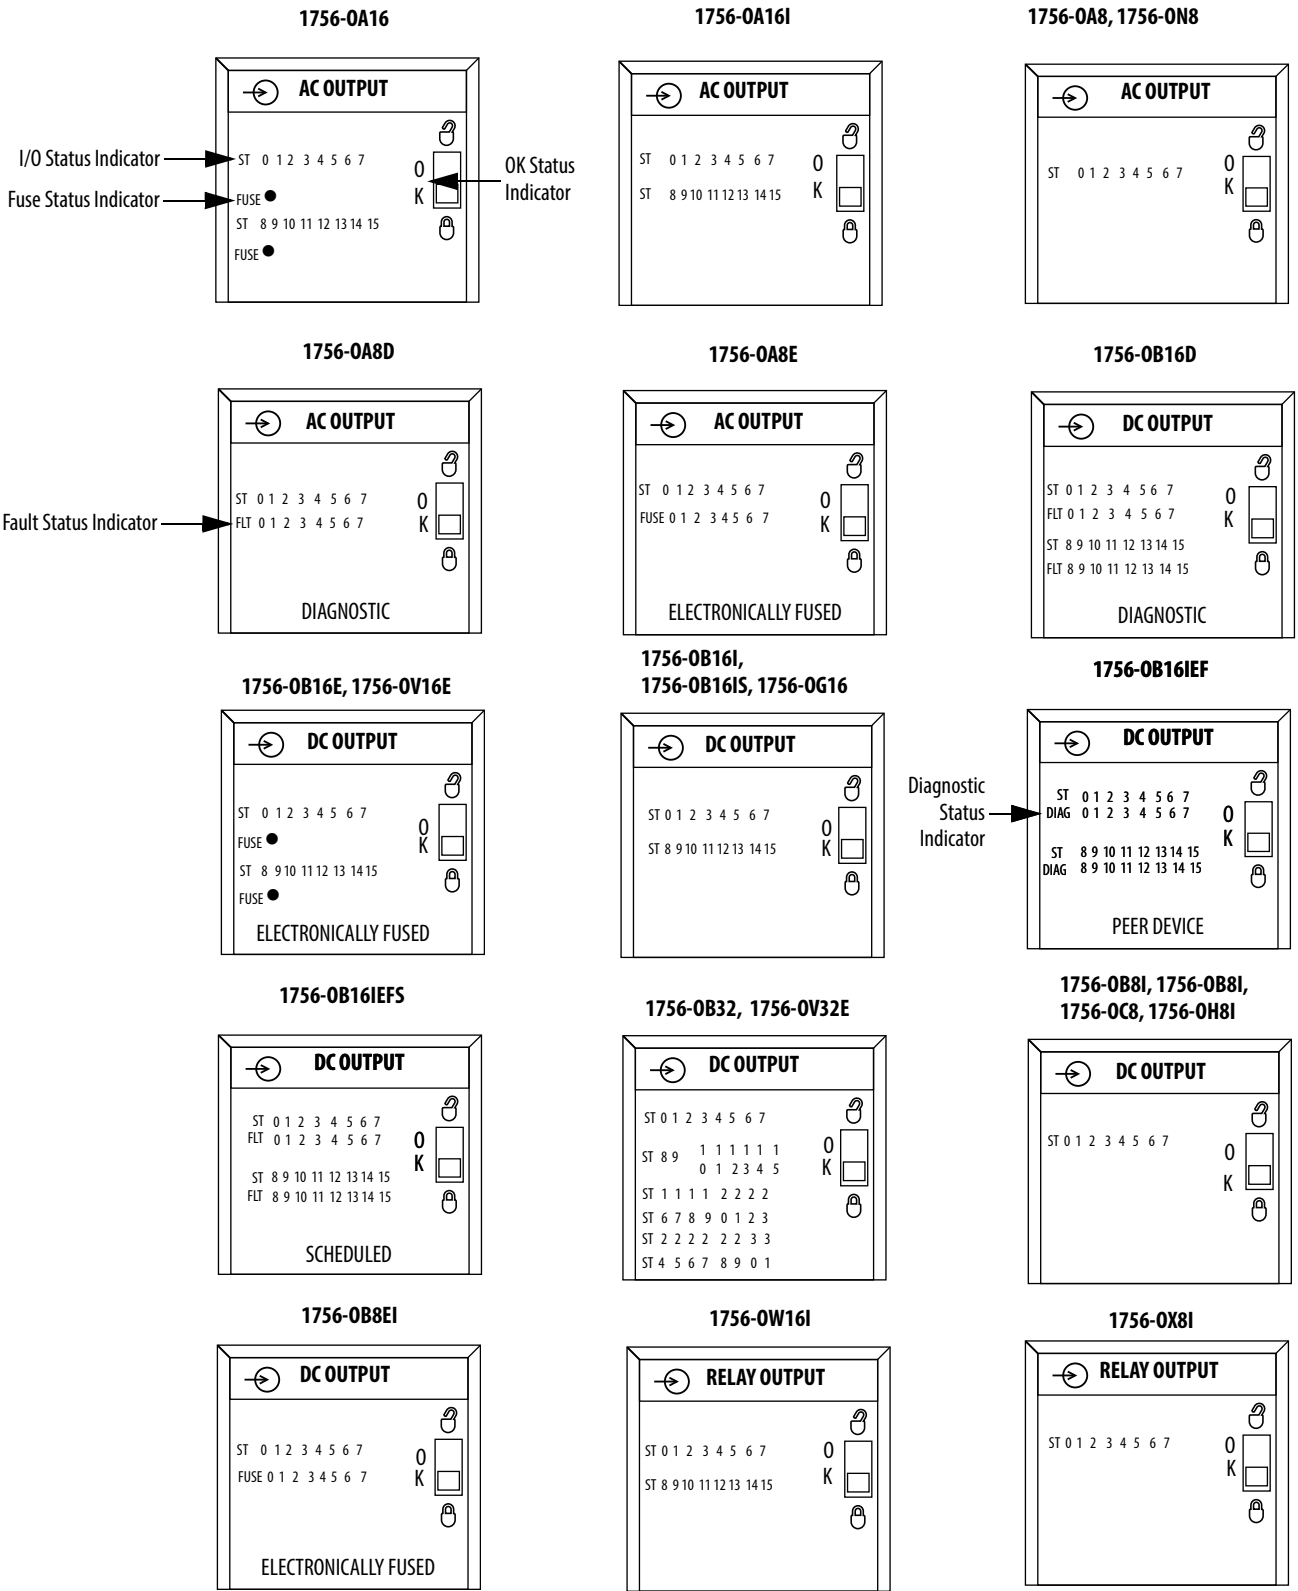 1756-OA16
AC OUTPUT
I/O Status Indicator
ST 0 1 2 3 4 5 6 7
OK Status
Indicator
O
K
Fuse Status Indicator
FUSE
ST 8 9 10 11 12 13 14 15
FUSE
1756-OA16I
AC OUTPUT
ST 0 1 2 3 4 5 6 7
ST 8 9 10 11 12 13 14 15
O
K
1756-OA8, 1756-ON8
AC OUTPUT
ST 0 1 2 3 4 5 6 7
O
K
1756-OA8D
AC OUTPUT
ST 0 1 2 3 4 5 6 7
Fault Status Indicator
FLT 0 1 2 3 4 5 6 7
O
K
DIAGNOSTIC
1756-OA8E
AC OUTPUT
ST 0 1 2 3 4 5 6 7
FUSE 0 1 2 3 4 5 6 7
O
K
ELECTRONICALLY FUSED
1756-OB16D
DC OUTPUT
ST 0 1 2 3 4 5 6 7
FLT 0 1 2 3 4 5 6 7
ST 8 9 10 11 12 13 14 15
FLT 8 9 10 11 12 13 14 15
O
K
DIAGNOSTIC
1756-OB16E, 1756-OV16E
DC OUTPUT
ST 0 1 2 3 4 5 6 7
FUSE
ST 8 9 10 11 12 13 14 15
FUSE
O
K
ELECTRONICALLY FUSED
1756-OB16I,
1756-OB16IS, 1756-OG16
DC OUTPUT
ST 0 1 2 3 4 5 6 7
ST 8 9 10 11 12 13 14 15
O
K
1756-OB16IEF
DC OUTPUT
Diagnostic
Status
Indicator
ST 0 1 2 3 4 5 6 7
DIAG 0 1 2 3 4 5 6 7
ST 8 9 10 11 12 13 14 15
DIAG 8 9 10 11 12 13 14 15
O
K
PEER DEVICE
1756-OB16IEFS
DC OUTPUT
ST 0 1 2 3 4 5 6 7
FLT 0 1 2 3 4 5 6 7
ST 8 9 10 11 12 13 14 15
FLT 8 9 10 11 12 13 14 15
O
K
SCHEDULED
1756-OB32, 1756-OV32E
DC OUTPUT
ST 0 1 2 3 4 5 6 7
ST 8 9 1 1 1 1 1 1
0 1 2 3 4 5
ST 1 1 1 1 2 2 2 2
ST 6 7 8 9 0 1 2 3
ST 2 2 2 2 2 2 3 3
ST 4 5 6 7 8 9 0 1
O
K
1756-OB8I, 1756-OB8I,
1756-OC8, 1756-OH8I
DC OUTPUT
ST 0 1 2 3 4 5 6 7
O
K
1756-OB8EI
DC OUTPUT
ST 0 1 2 3 4 5 6 7
FUSE 0 1 2 3 4 5 6 7
O
K
ELECTRONICALLY FUSED
1756-OW16I
RELAY OUTPUT
ST 0 1 2 3 4 5 6 7
ST 8 9 10 11 12 13 14 15
O
K
1756-OX8I
RELAY OUTPUT
ST 0 1 2 3 4 5 6 7
O
K